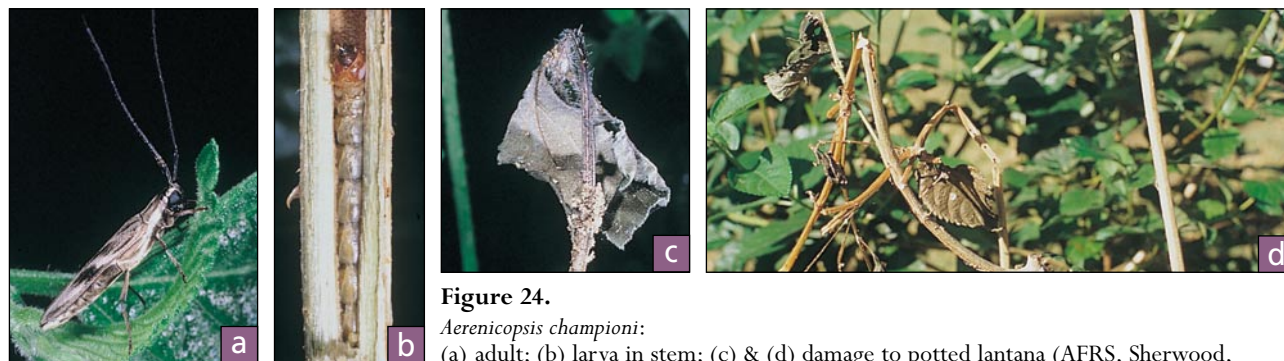 a
b
c
d
Figure 24.
Aerenicopsis championi:
(a) adult; (b) larva in stem; (c) & (d) damage to potted lantana (AFRS, Sherwood,